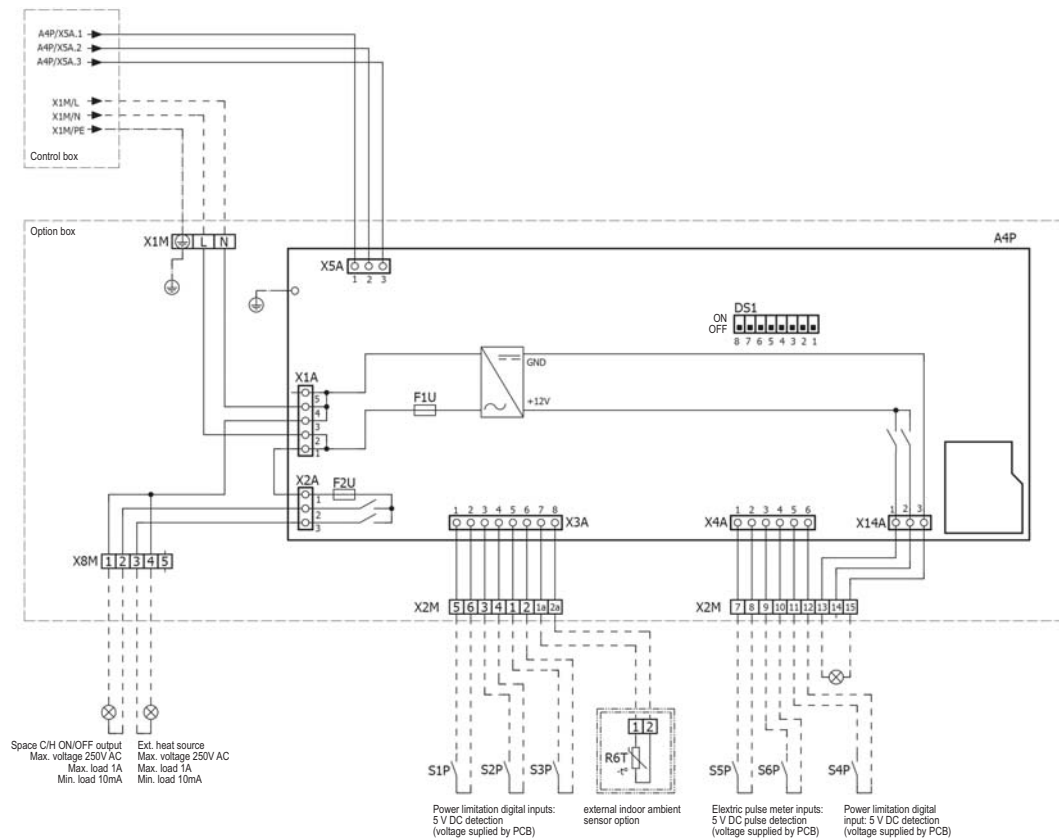 A4P/X5A.1
A4P/X5A.2
A4P/X5A.3
X1M/L
X1M/N
X1M/PE
Control box
Option box
X1M L N
A4P
X5A
1 2 3
DS1
ON
OFF
8 7 6 5 4 3 2 1
GND
+12V
X1A
5
4
3
2
1
F1U
X2A
1
2
3
F2U
1 2 3 4 5 6 7 8
X3A
X4A
1 2 3 4 5 6
X14A
1 2 3
X8M 1 2 3 4 5
X2M 5 6 3 4 1 2 1a 2a
X2M 7 8 9 10 11 12 13 14 15
1 2
R6T
-t°
S1P
S2P
S3P
S5P
S6P
S4P
Space C/H ON/OFF output
Max. voltage 250V AC
Max. load 1A
Min. load 10mA
Ext. heat source
Max. voltage 250V AC
Max. load 1A
Min. load 10mA
Power limitation digital inputs:
5 V DC detection
(voltage suplied by PCB)
external indoor ambient
sensor option
Elextric pulse meter inputs:
5 V DC pulse detection
(voltage supplied by PCB)
Power limitation digital
input: 5 V DC detection
(voltage supplied by PCB)